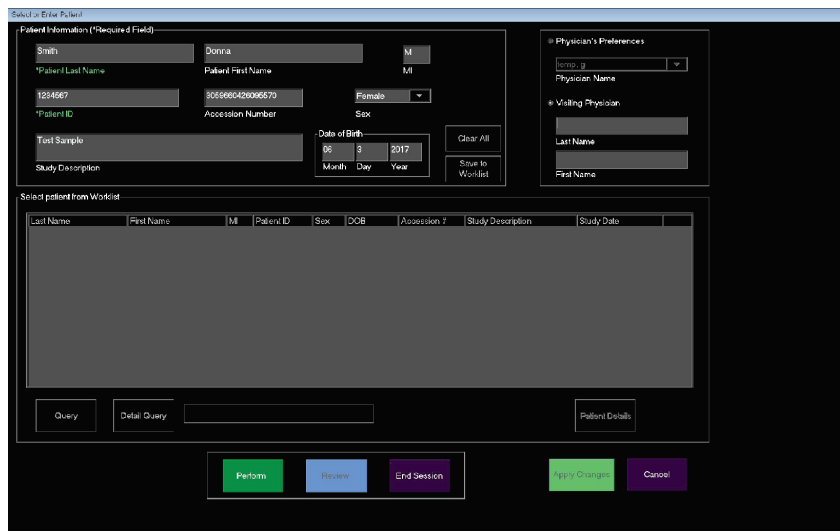 Select or Enter Patient
Patient Information (*Required Field)
Smith Donna M
*Patient Last Name Patient First Name MI
1234567 3059660426095570 Female
*Patient ID Accession Number Sex
Test Sample
Study Description
Date of Birth
06 3 2017
Month Day Year
Clear All
Save to
Worklist
Physician's Preferences
temp, g
Physician Name
Visiting Physician
Last Name
First Name
Select patient from Worklist
Last Name First Name MI Patient ID Sex DOB Accession # Study Description Study Date
Query Detail Query Patient Details
Perform Review End Session Apply Changes Cancel